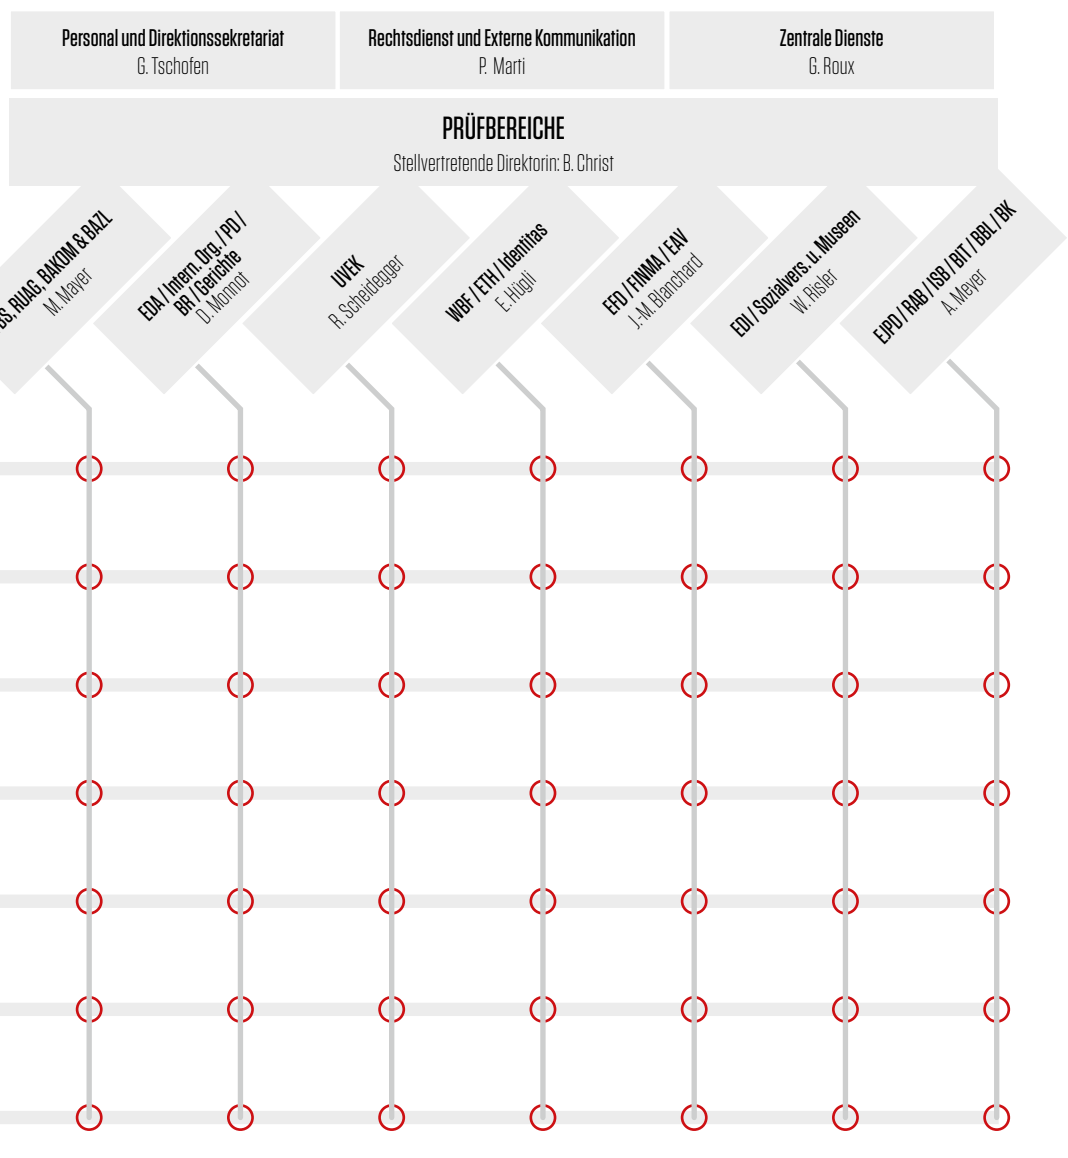 Personal und Direktionssekretariat
G. Tschofen
Rechtsdienst und Externe Kommunikation
P. Marti
Zentrale Dienste
G. Roux
PRÜFBEREICHE
Stellvertretende Direktorin: B. Christ
RUAG, BAKOM & BAZL
M. Mayer
EDA / Intern. Org. / PD /
BR / Gerichte
D. Monnot
UVEK
R. Scheidegger
WBF / ETH / Identitas
E. Hügli
EFD / FINMA / EAV
J.-M. Blanchard
EDI / Sozialvers. u. Museen
W. Risler
EJPD / RAB / ISB / BIT / BBL / BK
A. Meyer